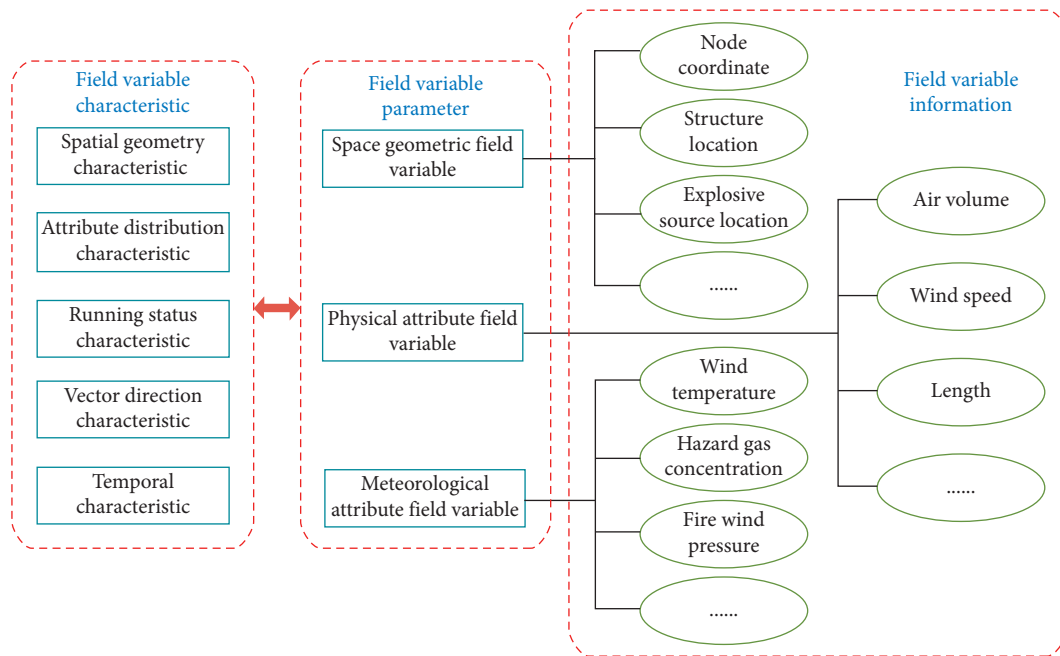 Field variable
characteristic
Spatial geometry
characteristic
Attribute distribution
characteristic
Running status
characteristic
Vector direction
characteristic
Temporal
characteristic
Field variable
parameter
Space geometric field
variable
Physical attribute field
variable
Meteorological
attribute field variable
Field variable
information
Node
coordinate
Structure
location
Explosive
source location
......
Wind
temperature
Hazard gas
concentration
Fire wind
pressure
......
Air volume
Wind speed
Length
......